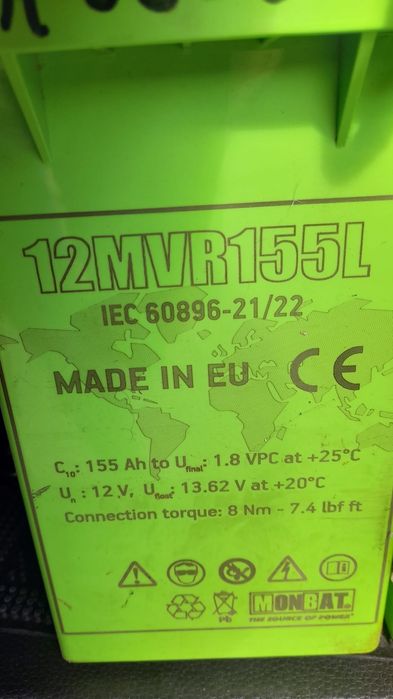 12MVR155L
IEC 60896-21/22
MADE IN EU CE
C10: 155 Ah to Ufinal: 1.8 VPC at +25°C
Un : 12 V, Ufloat: 13.62 V at +20°C
Connection torque: 8 Nm - 7.4 lbf ft
Pb
MONBAT
THE SOURCE OF POWER